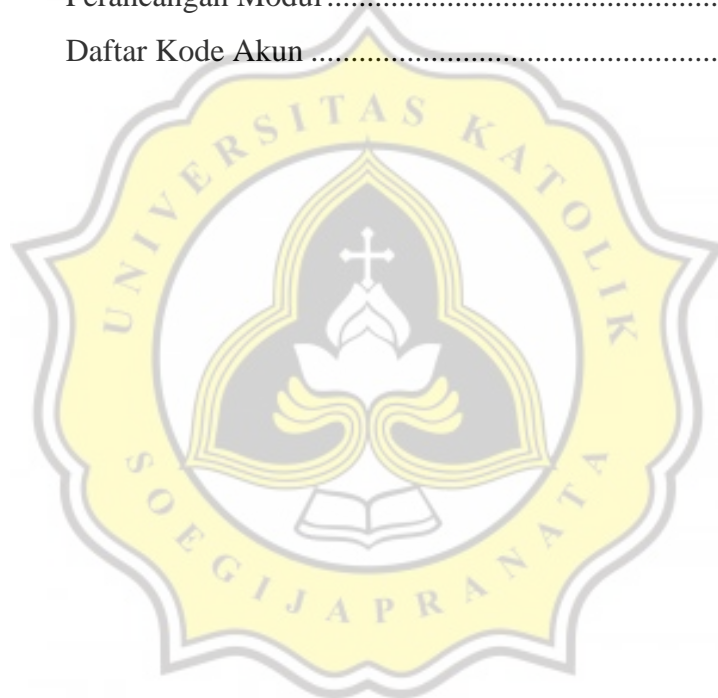 Perancangan Modul ..................................................
Daftar Kode Akun ....................................................
UNIVERSITAS KATOLIK
SOEGIJAPRANATA